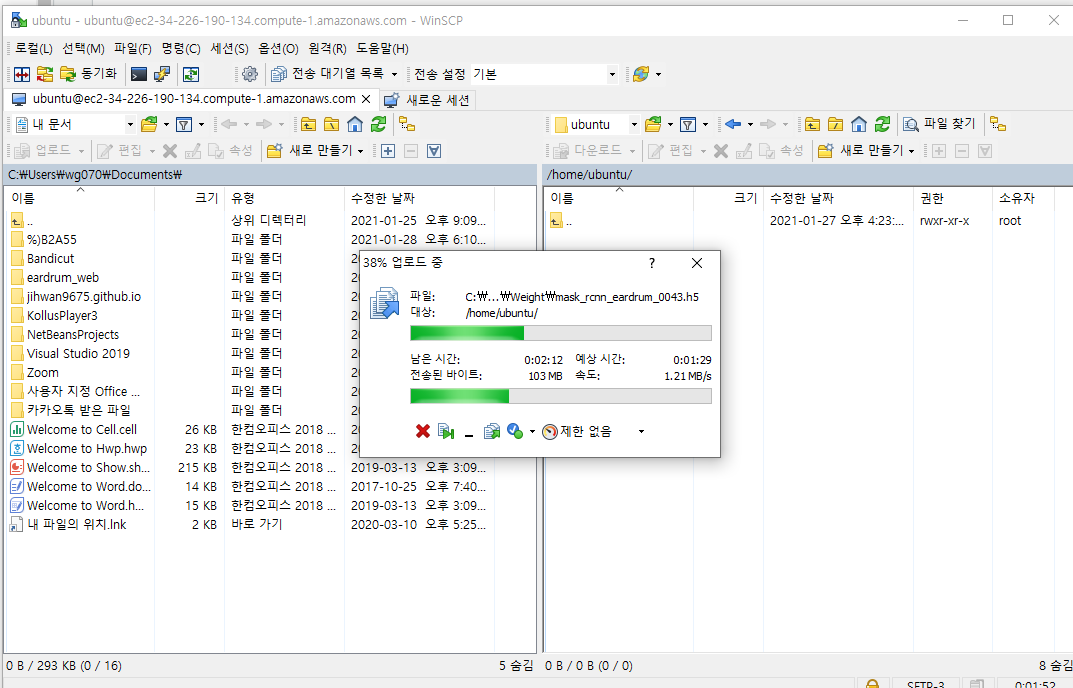 ubuntu - ubuntu@ec2-34-226-190-134.compute-1.amazonaws.com - WinSCP
로컬(L) 선택(M) 파일(F) 명령(C) 세션(S) 옵션(O) 원격(R) 도움말(H)
동기화 전송 대기열 목록 전송 설정 기본
ubuntu@ec2-34-226-190-134.compute-1.amazonaws.com 새로운 세션
내 문서
업로드 편집 속성 새로 만들기
C:₩Users₩wg070₩Documents₩
이름 크기 유형 수정한 날짜
.. 상위 디렉터리 2021-01-25 오후 9:09...
%)B2A55 파일 폴더 2021-01-28 오후 6:10...
Bandicut 파일 폴더
eardrum_web 파일 폴더
jihwan9675.github.io 파일 폴더
KollusPlayer3 파일 폴더
NetBeansProjects 파일 폴더
Visual Studio 2019 파일 폴더
Zoom 파일 폴더
사용자 지정 Office ... 파일 폴더
카카오톡 받은 파일 파일 폴더
Welcome to Cell.cell 26 KB 한컴오피스 2018 ...
Welcome to Hwp.hwp 23 KB 한컴오피스 2018 ...
Welcome to Show.sh... 215 KB 한컴오피스 2018 ... 2019-03-13 오후 3:09...
Welcome to Word.do... 14 KB 한컴오피스 2018 ... 2017-10-25 오후 7:40...
Welcome to Word.h... 15 KB 한컴오피스 2018 ... 2019-03-13 오후 3:09...
내 파일의 위치.lnk 2 KB 바로 가기 2020-03-10 오후 5:25...
0 B / 293 KB (0 / 16) 5 숨김
ubuntu 파일 찾기
다운로드 편집 속성 새로 만들기
/home/ubuntu/
이름 크기 수정한 날짜 권한 소유자
.. 2021-01-27 오후 4:23:... rwxr-xr-x root
0 B / 0 B (0 / 0) 8 숨김
SFTP-3 0:01:52
38% 업로드 중
파일: C:₩...₩Weight₩mask_rcnn_eardrum_0043.h5
대상: /home/ubuntu/
남은 시간: 0:02:12 예상 시간: 0:01:29
전송된 바이트: 103 MB 속도: 1.21 MB/s
제한 없음